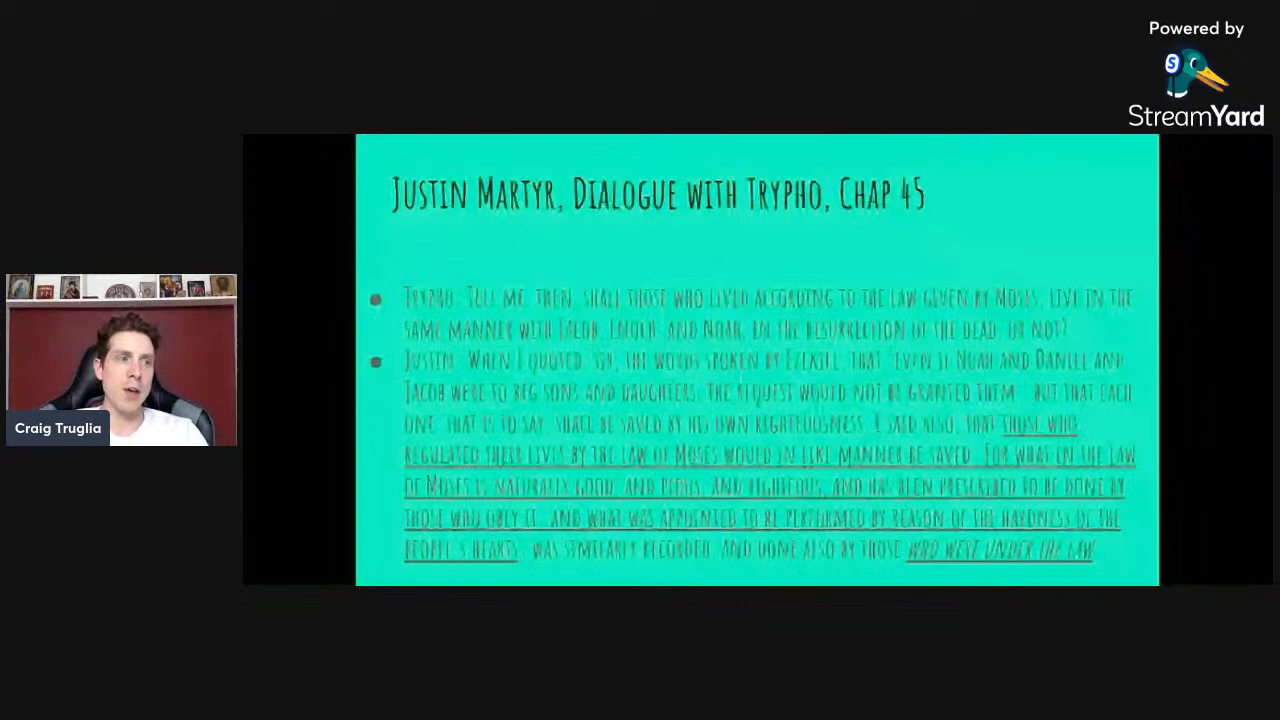 Powered by
StreamYard
JUSTIN MARTYR, DIALOGUE WITH TRYPHO, CHAP 45
• TRYPHO: TELL ME, THEN, SHALL THOSE WHO LIVED ACCORDING TO THE LAW GIVEN BY MOSES, LIVE IN THE
SAME MANNER WITH JACOB, ENOCH, AND NOAH, IN THE RESURRECTION OF THE DEAD, OR NOT?
• JUSTIN: WHEN I QUOTED, SIR, THE WORDS SPOKEN BY EZEKIEL, THAT 'EVEN IF NOAH AND DANIEL AND
JACOB WERE TO BEG SONS AND DAUGHTERS, THE REQUEST WOULD NOT BE GRANTED THEM,' BUT THAT EACH
ONE, THAT IS TO SAY, SHALL BE SAVED BY HIS OWN RIGHTEOUSNESS, I SAID ALSO, THAT THOSE WHO
REGULATED THEIR LIVES BY THE LAW OF MOSES WOULD IN LIKE MANNER BE SAVED. FOR WHAT IN THE LAW
OF MOSES IS NATURALLY GOOD, AND PIOUS, AND RIGHTEOUS, AND HAS BEEN PRESCRIBED TO BE DONE BY
THOSE WHO OBEY IT; AND WHAT WAS APPOINTED TO BE PERFORMED BY REASON OF THE HARDNESS OF THE
PEOPLE'S HEARTS, WAS SIMILARLY RECORDED, AND DONE ALSO BY THOSE WHO WERE UNDER THE LAW.
Craig Truglia